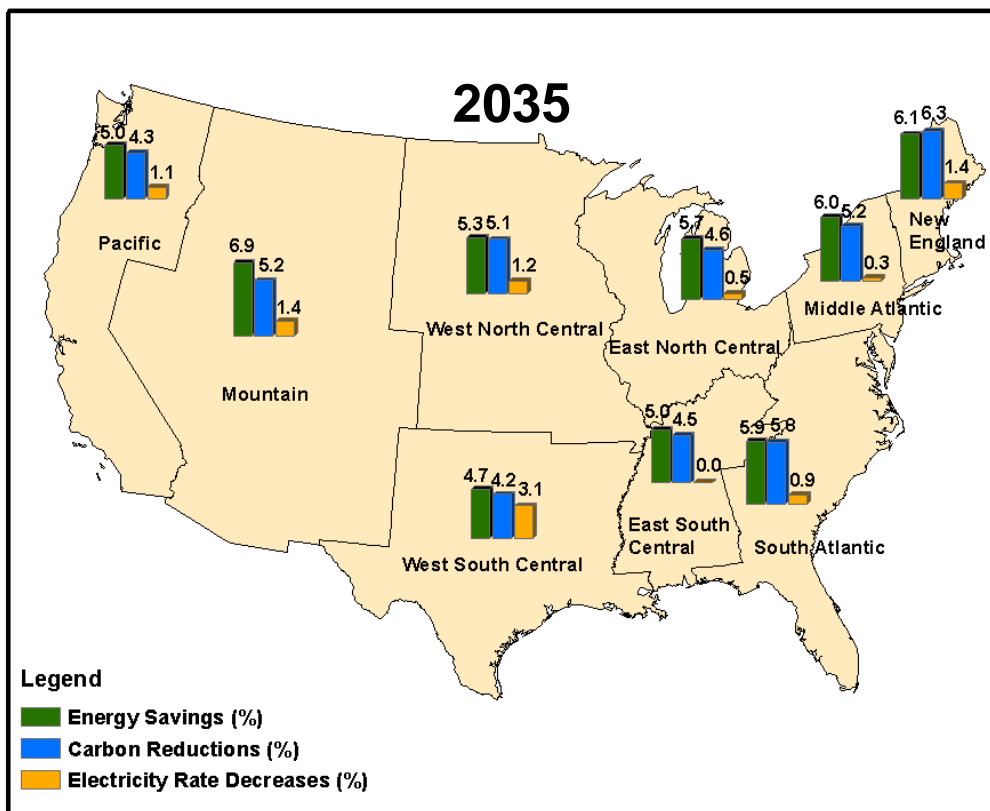 2035
5.0 4.3 1.1
Pacific
6.9 5.2 1.4
Mountain
5.3 5.1 1.2
West North Central
5.7 4.6 0.5
East North Central
6.0 5.2 0.3
Middle Atlantic
6.1 6.3 1.4
New
England
4.7 4.2 3.1
West South Central
5.0 4.5 0.0
East South
Central
5.9 5.8 0.9
South Atlantic
Legend
Energy Savings (%)
Carbon Reductions (%)
Electricity Rate Decreases (%)